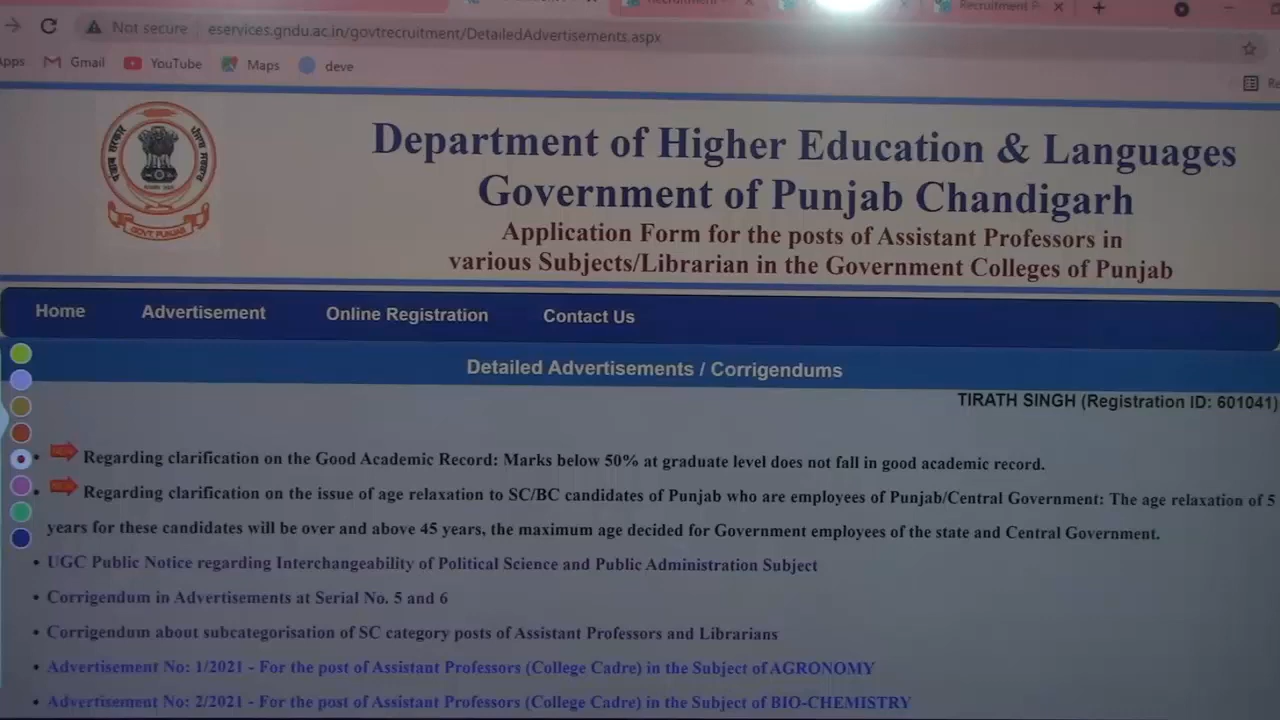 Recruitment P
Not secure eservices.gndu.ac.in/govtrecruitment/DetailedAdvertisements.aspx
Gmail YouTube Maps deve
ਪੰਜਾਬ ਸਰਕਾਰ
GOVT PUNJAB
Department of Higher Education & Languages
Government of Punjab Chandigarh
Application Form for the posts of Assistant Professors in
various Subjects/Librarian in the Government Colleges of Punjab
Home Advertisement Online Registration Contact Us
Detailed Advertisements / Corrigendums
TIRATH SINGH (Registration ID: 601041)
• Regarding clarification on the Good Academic Record: Marks below 50% at graduate level does not fall in good academic record.
• Regarding clarification on the issue of age relaxation to SC/BC candidates of Punjab who are employees of Punjab/Central Government: The age relaxation of 5
years for these candidates will be over and above 45 years, the maximum age decided for Government employees of the state and Central Government.
• UGC Public Notice regarding Interchangeability of Political Science and Public Administration Subject
• Corrigendum in Advertisements at Serial No. 5 and 6
• Corrigendum about subcategorisation of SC category posts of Assistant Professors and Librarians
• Advertisement No: 1/2021 - For the post of Assistant Professors (College Cadre) in the Subject of AGRONOMY
• Advertisement No: 2/2021 - For the post of Assistant Professors (College Cadre) in the Subject of BIO-CHEMISTRY